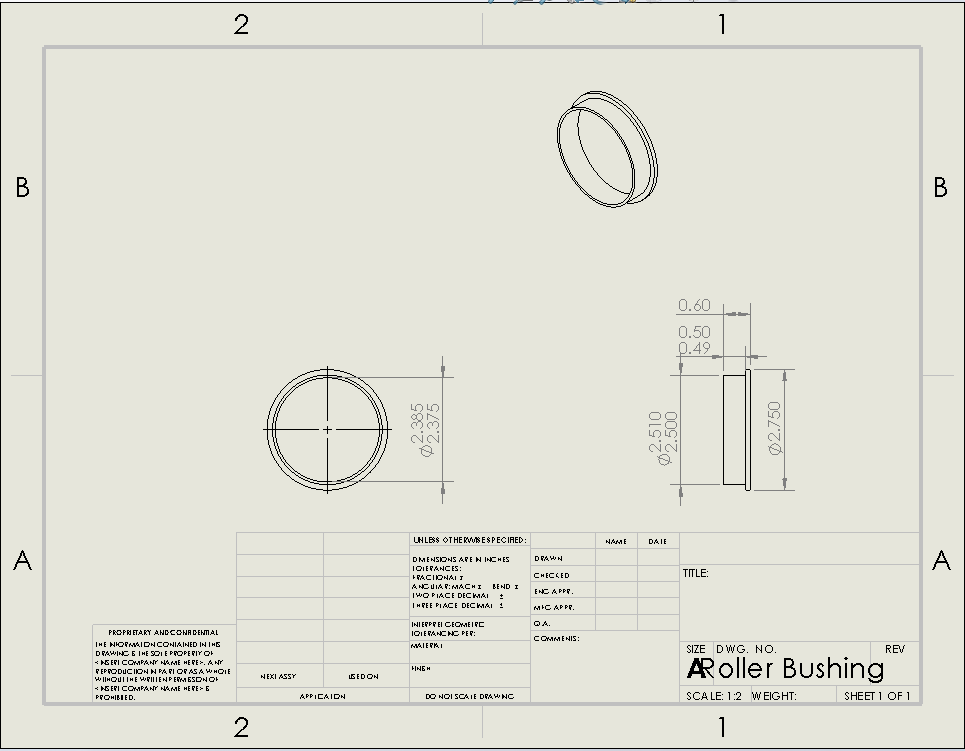 2
1
B
B
0.60
0.50
0.49
Ø2.385
Ø2.375
Ø2.510
Ø2.500
Ø2.750
A
A
UNLESS OTHERWISE SPECIFIED:
NAME
DATE
DIMENSIONS ARE IN INCHES
TOLERANCES:
FRACTIONAL ±
ANGULAR: MACH ± BEND ±
TWO PLACE DECIMAL ±
THREE PLACE DECIMAL ±
DRAWN
CHECKED
ENG APPR.
MFG APPR.
Q.A.
COMMENTS:
TITLE:
INTERPRET GEOMETRIC
TOLERANCING PER:
MATERIAL
FINISH
PROPRIETARY AND CONFIDENTIAL
THE INFORMATION CONTAINED IN THIS
DRAWING IS THE SOLE PROPERTY OF
<INSERT COMPANY NAME HERE>. ANY
REPRODUCTION IN PART OR AS A WHOLE
WITHOUT THE WRITTEN PERMISSION OF
<INSERT COMPANY NAME HERE> IS
PROHIBITED.
NEXT ASSY
USED ON
APPLICATION
DO NOT SCALE DRAWING
SIZE DWG. NO. REV
A Roller Bushing
SCALE: 1:2 WEIGHT: SHEET 1 OF 1
2
1